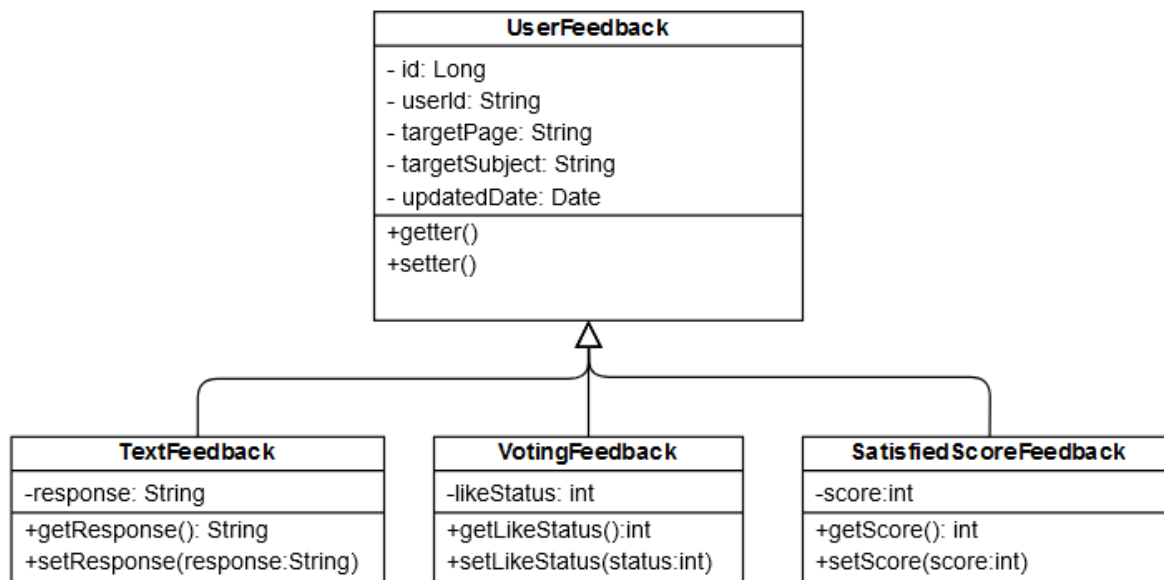 UserFeedback
- id: Long
- userId: String
- targetPage: String
- targetSubject: String
- updatedDate: Date
+getter()
+setter()
TextFeedback
-response: String
+getResponse(): String
+setResponse(response:String)
VotingFeedback
-likeStatus: int
+getLikeStatus():int
+setLikeStatus(status:int)
SatisfiedScoreFeedback
-score:int
+getScore(): int
+setScore(score:int)